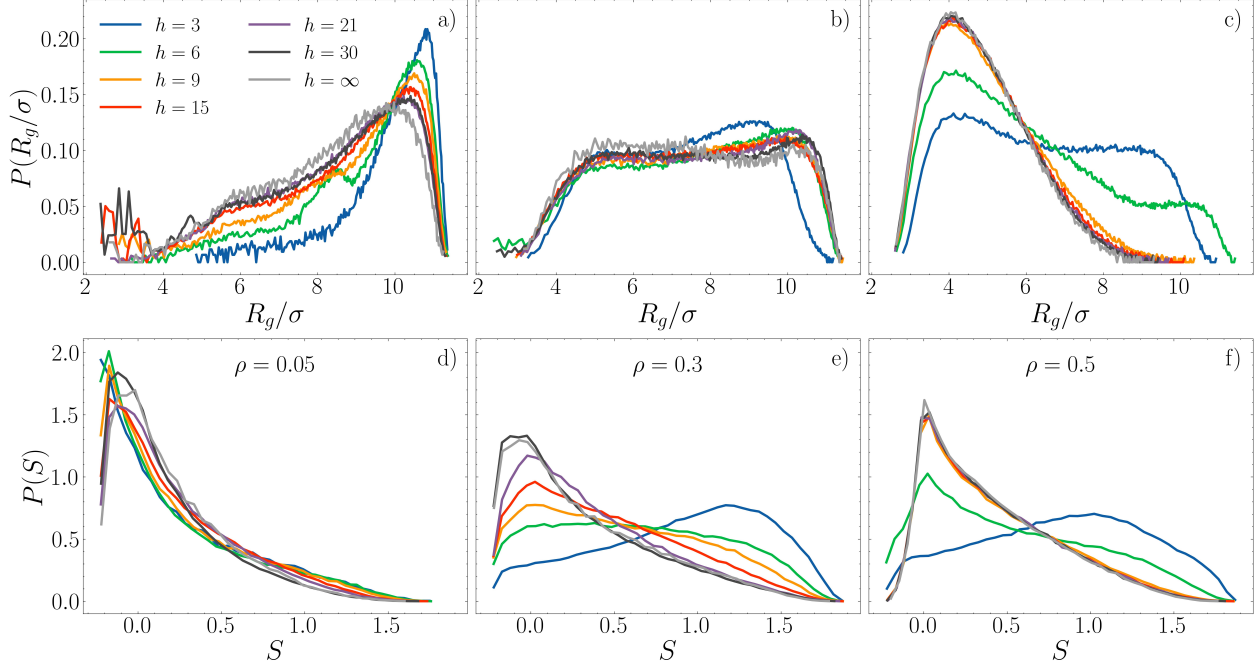 a)
b)
c)
h = 3
h = 21
h = 6
h = 30
h = 9
h = ∞
h = 15
P(R_g/σ)
0.20
0.15
0.10
0.05
0.00
2 4 6 8 10
2 4 6 8 10
2 4 6 8 10
R_g/σ
R_g/σ
R_g/σ
d)
e)
f)
ρ = 0.05
ρ = 0.3
ρ = 0.5
P(S)
2.0
1.5
1.0
0.5
0.0
0.0 0.5 1.0 1.5
0.0 0.5 1.0 1.5
0.0 0.5 1.0 1.5
S
S
S